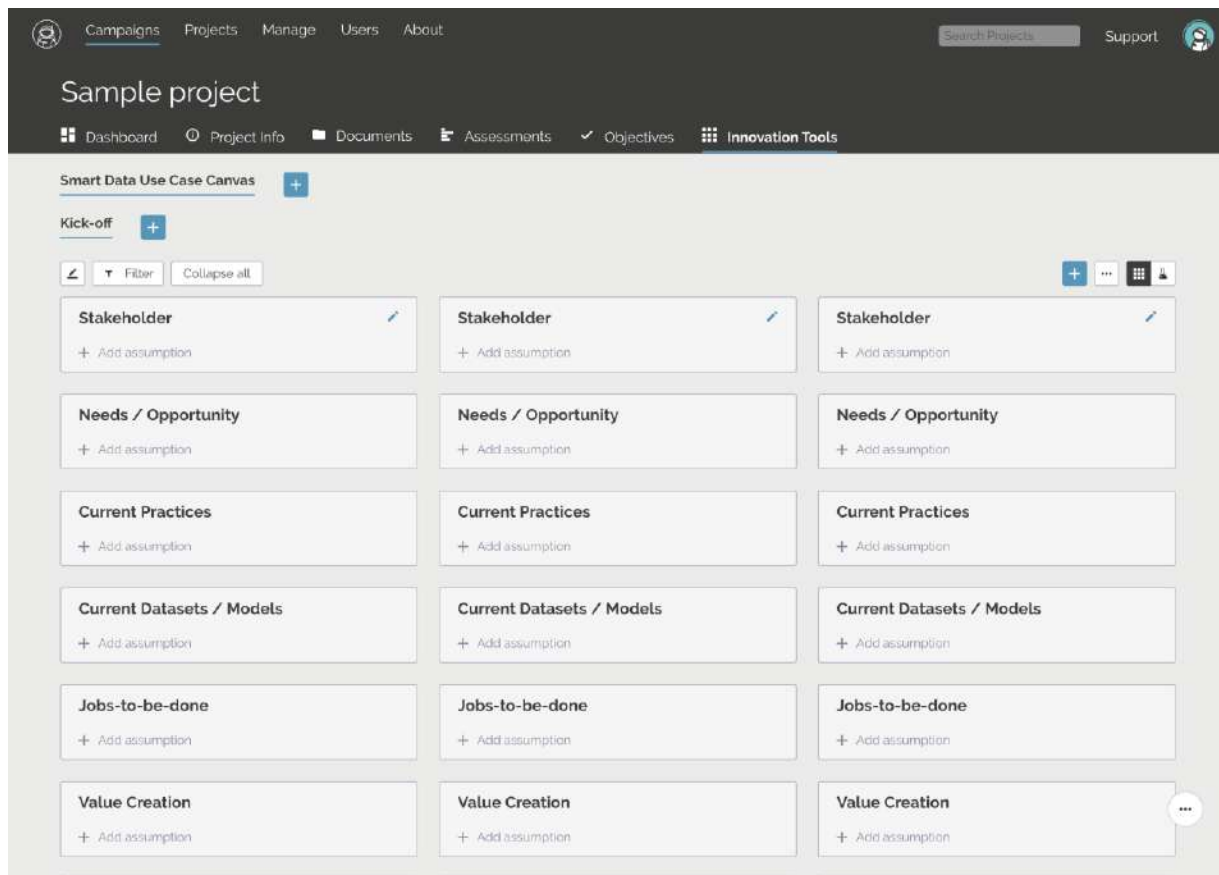 Campaigns Projects Manage Users About Search Projects Support
Sample project
Dashboard Project Info Documents Assessments Objectives Innovation Tools
Smart Data Use Case Canvas +
Kick-off +
Filter Collapse all + ...
Stakeholder Stakeholder Stakeholder
+ Add assumption + Add assumption + Add assumption
Needs / Opportunity Needs / Opportunity Needs / Opportunity
+ Add assumption + Add assumption + Add assumption
Current Practices Current Practices Current Practices
+ Add assumption + Add assumption + Add assumption
Current Datasets / Models Current Datasets / Models Current Datasets / Models
+ Add assumption + Add assumption + Add assumption
Jobs-to-be-done Jobs-to-be-done Jobs-to-be-done
+ Add assumption + Add assumption + Add assumption
Value Creation Value Creation Value Creation
+ Add assumption + Add assumption + Add assumption